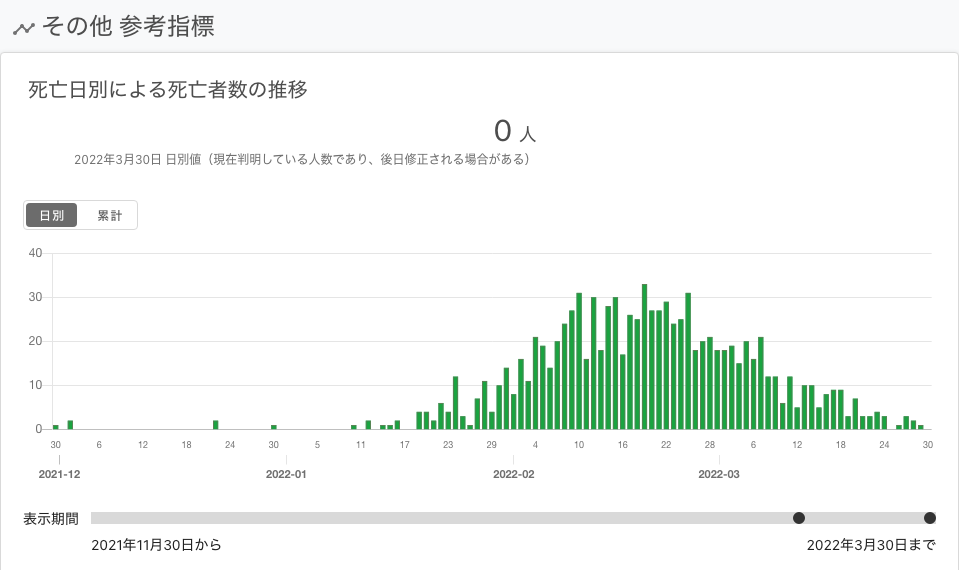 その他 参考指標
死亡日別による死亡者数の推移
0 人
2022年3月30日 日別値（現在判明している人数であり、後日修正される場合がある）
日別 累計
40
30
20
10
0
30 6 12 18 24 30 5 11 17 23 29 4 10 16 22 28 6 12 18 24 30
2021-12 2022-01 2022-02 2022-03
表示期間
2021年11月30日から 2022年3月30日まで